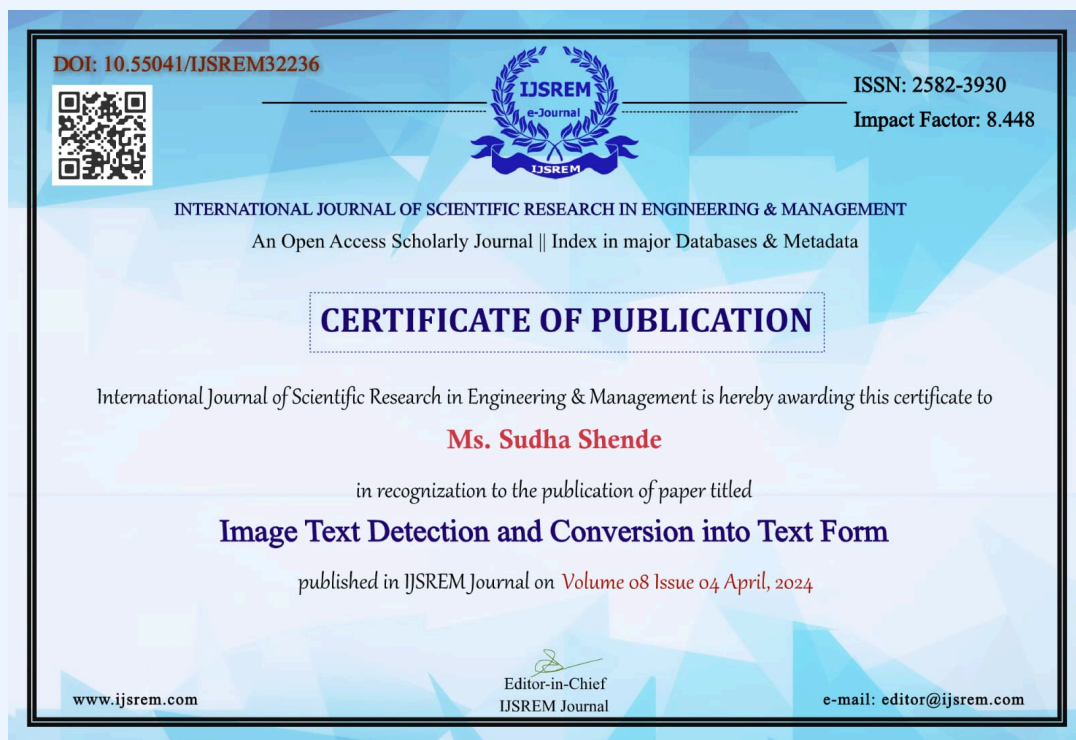 DOI: 10.55041/IJSREM32236
IJSREM
e-Journal
IJSREM
ISSN: 2582-3930
Impact Factor: 8.448
INTERNATIONAL JOURNAL OF SCIENTIFIC RESEARCH IN ENGINEERING & MANAGEMENT
An Open Access Scholarly Journal || Index in major Databases & Metadata
CERTIFICATE OF PUBLICATION
International Journal of Scientific Research in Engineering & Management is hereby awarding this certificate to
Ms. Sudha Shende
in recognization to the publication of paper titled
Image Text Detection and Conversion into Text Form
published in IJSREM Journal on Volume 08 Issue 04 April, 2024
www.ijsrem.com
Editor-in-Chief
IJSREM Journal
e-mail: editor@ijsrem.com